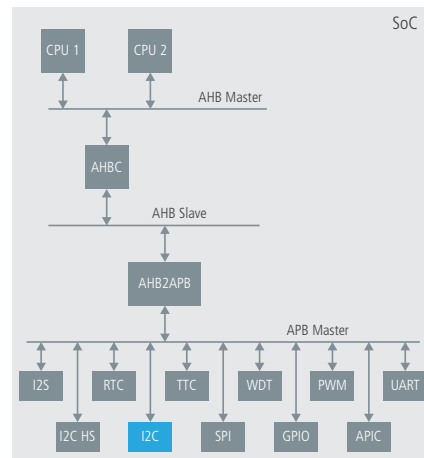 SoC
CPU 1 CPU 2
AHB Master
AHBC
AHB Slave
AHB2APB
APB Master
I2S RTC TTC WDT PWM UART
I2C HS I2C SPI GPIO APIC